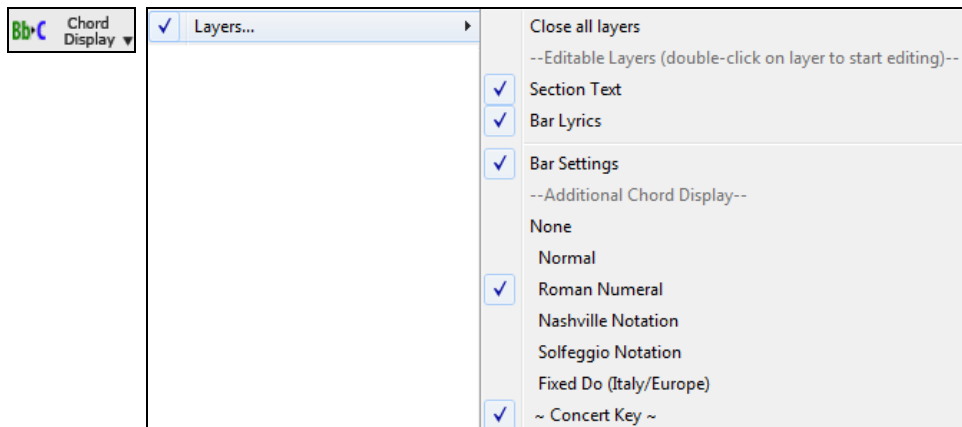 Bb C Chord
Display
Layers...
Close all layers
--Editable Layers (double-click on layer to start editing)--
Section Text
Bar Lyrics
Bar Settings
--Additional Chord Display--
None
Normal
Roman Numeral
Nashville Notation
Solfeggio Notation
Fixed Do (Italy/Europe)
~ Concert Key ~